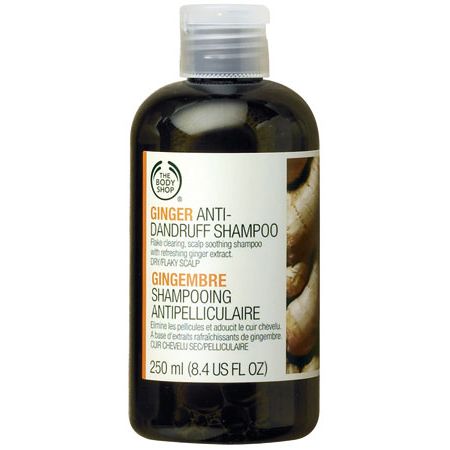 THE
BODY
SHOP
®
GINGER ANTI-
DANDRUFF SHAMPOO
Flake clearing, scalp soothing shampoo
with refreshing ginger extract.
DRY/FLAKY SCALP
GINGEMBRE
SHAMPOOING
ANTIPELLICULAIRE
Elimine les pellicules et adoucit le cuir chevelu.
A base d'extraits rafraîchissants de gingembre.
CUIR CHEVELU SEC/PELLICULAIRE
250 ml (8.4 US FL OZ)